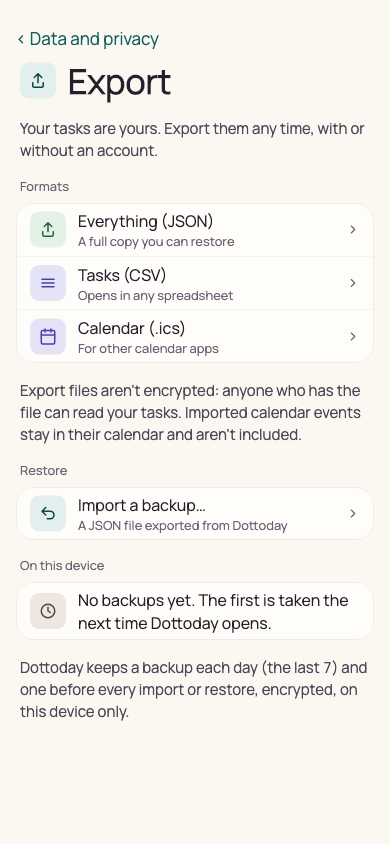 Data and privacy
Export
Your tasks are yours. Export them any time, with or
without an account.
Formats
Everything (JSON)
A full copy you can restore
Tasks (CSV)
Opens in any spreadsheet
Calendar (.ics)
For other calendar apps
Export files aren't encrypted: anyone who has the
file can read your tasks. Imported calendar events
stay in their calendar and aren't included.
Restore
Import a backup…
A JSON file exported from Dottoday
On this device
No backups yet. The first is taken the
next time Dottoday opens.
Dottoday keeps a backup each day (the last 7) and
one before every import or restore, encrypted, on
this device only.